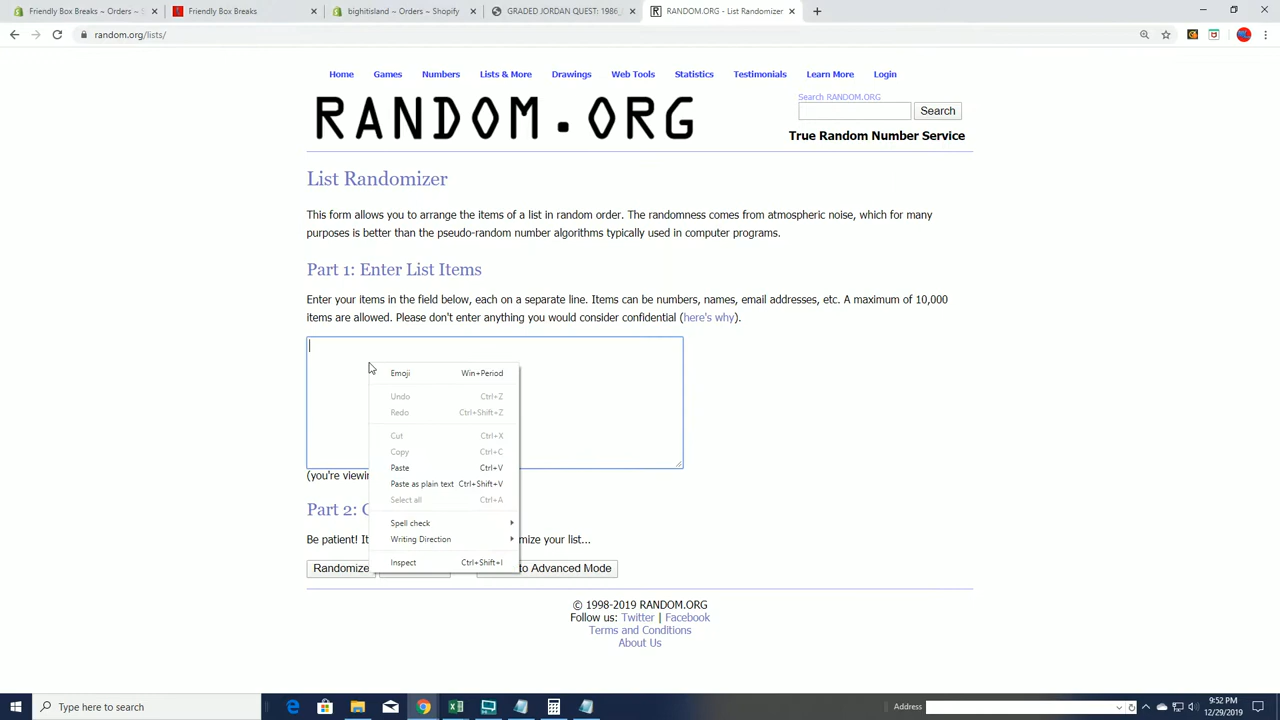 Friendly Box Breaks ~ Orders ~ S
Friendly Box Breaks
bighitisland ~ Orders ~ Shopify
GRADED JORDAN QUEST: 1986,
RANDOM.ORG - List Randomizer
random.org/lists/
Home Games Numbers Lists & More Drawings Web Tools Statistics Testimonials Learn More Login
Search RANDOM.ORG
RANDOM.ORG
Search
True Random Number Service
List Randomizer
This form allows you to arrange the items of a list in random order. The randomness comes from atmospheric noise, which for many
purposes is better than the pseudo-random number algorithms typically used in computer programs.
Part 1: Enter List Items
Enter your items in the field below, each on a separate line. Items can be numbers, names, email addresses, etc. A maximum of 10,000
items are allowed. Please don't enter anything you would consider confidential (here's why).
Emoji Win+Period
Undo Ctrl+Z
Redo Ctrl+Shift+Z
Cut Ctrl+X
Copy Ctrl+C
Paste Ctrl+V
Paste as plain text Ctrl+Shift+V
Select all Ctrl+A
Spell check
Writing Direction
Inspect Ctrl+Shift+I
(you're viewin
Part 2:
Be patient! It mize your list...
Randomize to Advanced Mode
© 1998-2019 RANDOM.ORG
Follow us: Twitter | Facebook
Terms and Conditions
About Us
Type here to search
Address
9:52 PM
12/29/2019